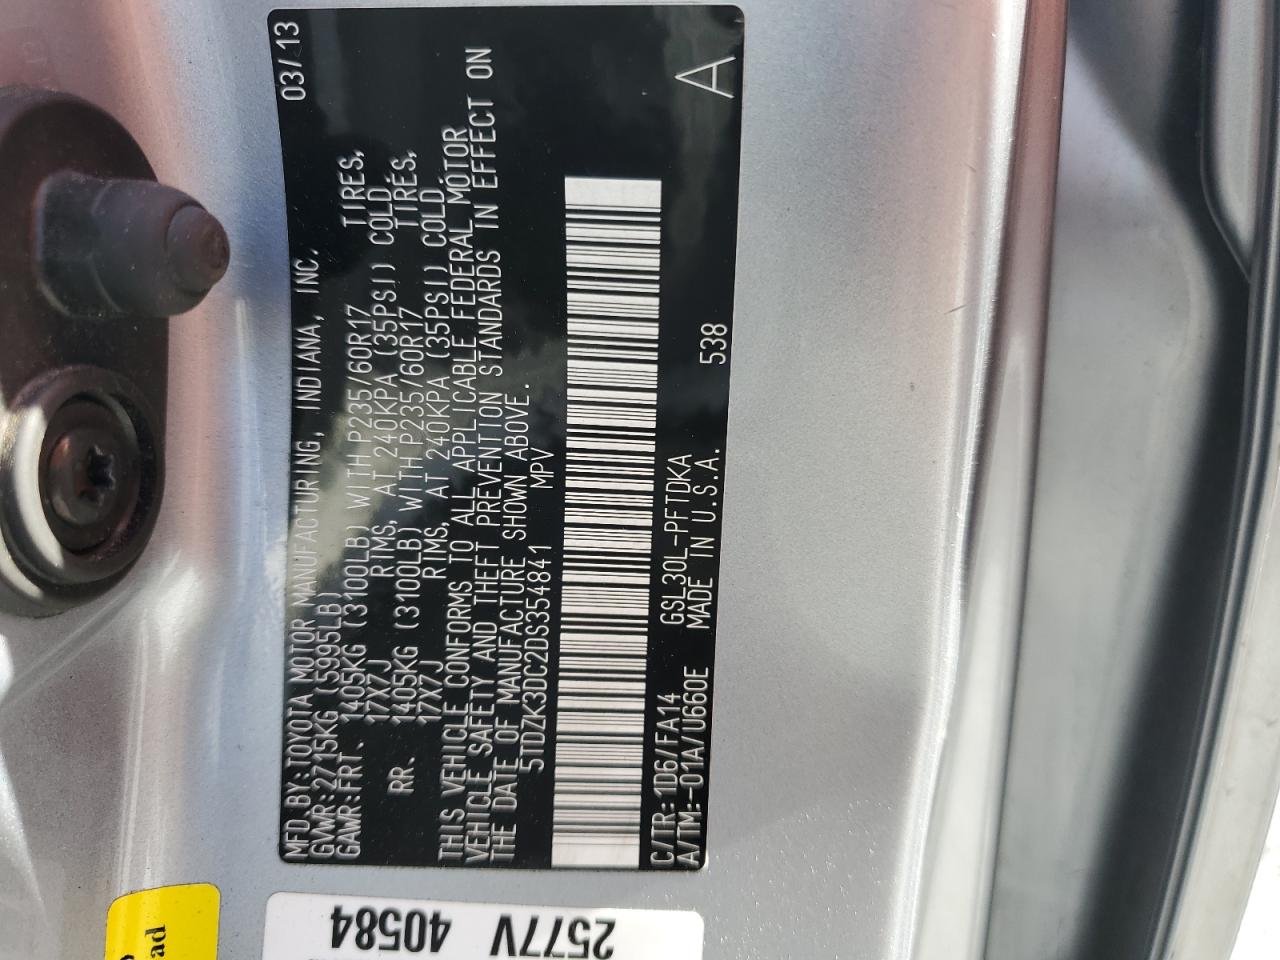 MFD.BY:TOYOTA MOTOR MANUFACTURING, INDIANA, INC. 03/13
GVWR:2715KG (5995LB)
GAWR:FRT. 1405KG (3100LB) WITH P235/60R17 TIRES,
17X7J RIMS, AT 240KPA (35PSI) COLD.
RR. 1405KG (3100LB) WITH P235/60R17 TIRES,
17X7J RIMS, AT 240KPA (35PSI) COLD.
THIS VEHICLE CONFORMS TO ALL APPLICABLE FEDERAL MOTOR
VEHICLE SAFETY AND THEFT PREVENTION STANDARDS IN EFFECT ON
THE DATE OF MANUFACTURE SHOWN ABOVE.
5TDZK3DC2DS354841 MPV
C/TR:1D6/FA14 GSL30L-PFTDKA
A/TM:-01A/U660E MADE IN U.S.A. 538 A
2577V
40584
ad